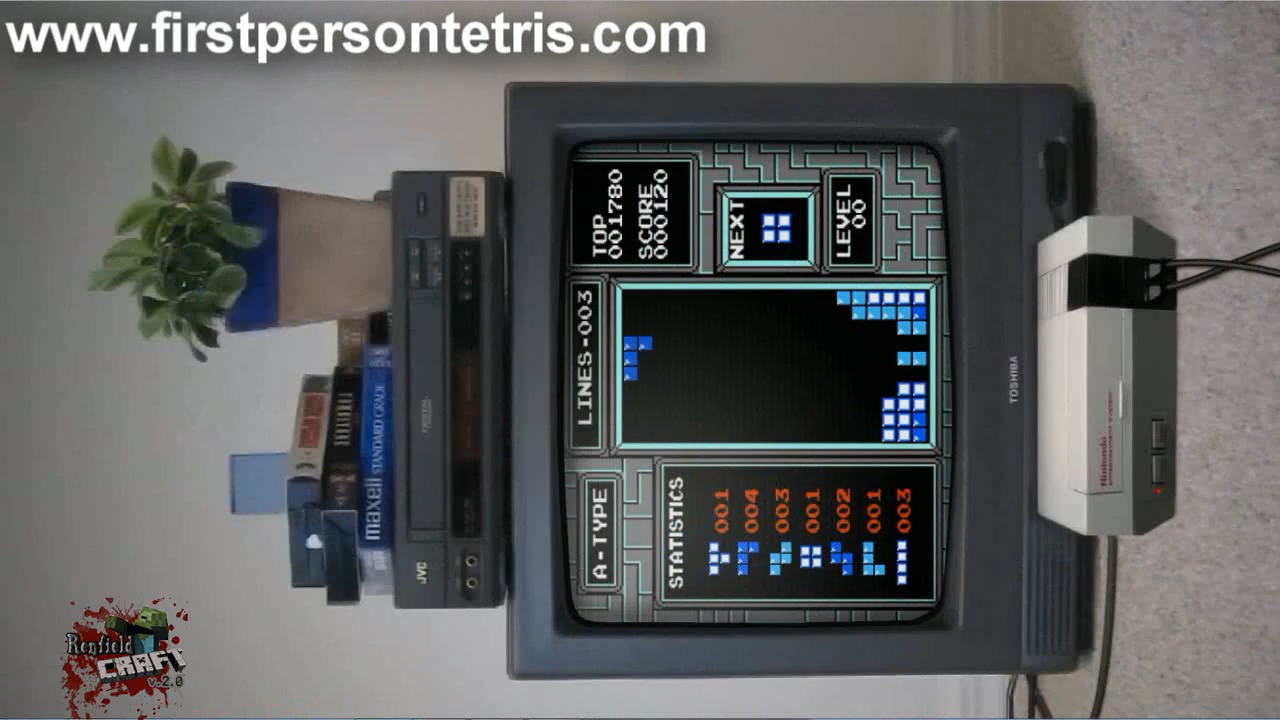 www.firstpersontetris.com
A-TYPE
LINES-003
TOP
001780
SCORE
000120
NEXT
LEVEL
00
STATISTICS
001
004
003
001
002
001
003
JVC
DIGITAL
maxell STANDARD GRADE
TOSHIBA
Nintendo
Renfield
CRAFT
v.2.0